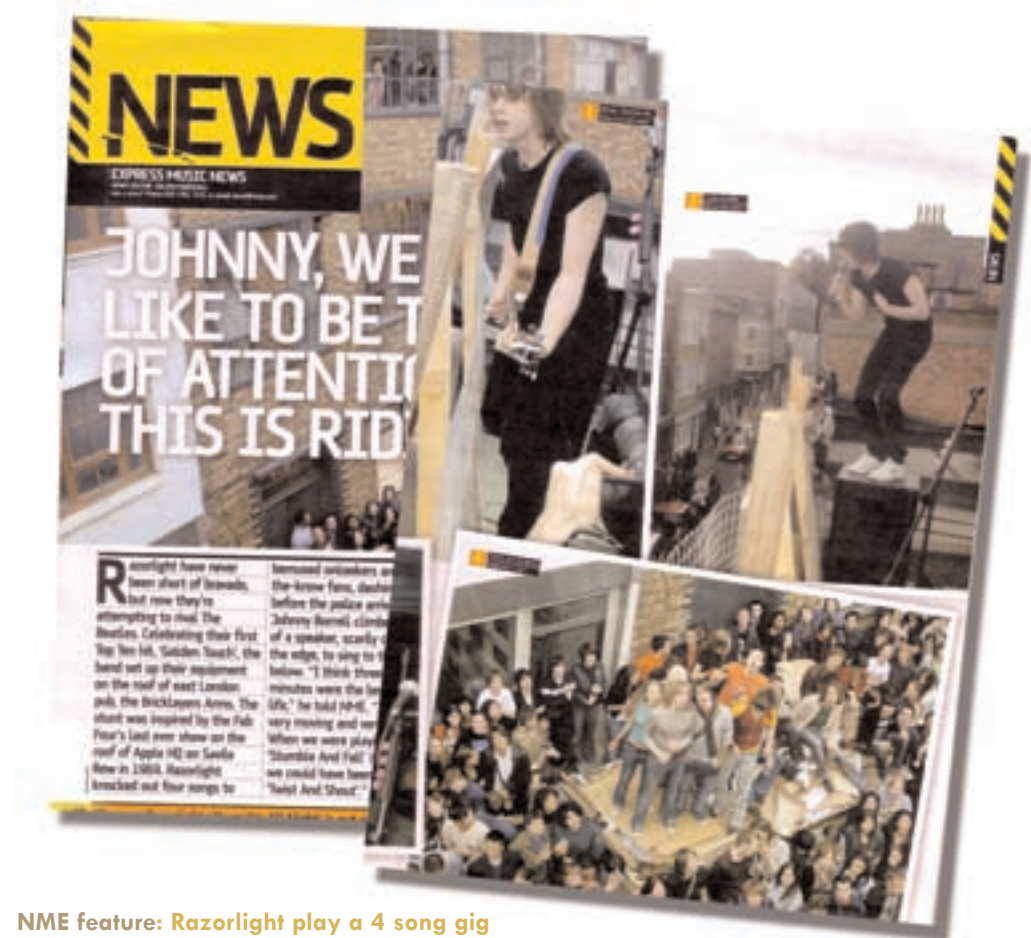 NEWS
EXPRESS MUSIC NEWS
JOHNNY, WE
LIKE TO BE T
OF ATTENTI
THIS IS RID
Razorlight have never
been short of bravado,
but now they're
attempting to rival The
Beatles. Celebrating their first
Top Ten hit, 'Golden Touch', the
band set up their equipment
on the roof of east London
pub, the Bricklayers Arms. The
stunt was inspired by the Fab
Four's last ever show on the
roof of Apple HQ on Savile
Row in 1969. Razorlight
knocked out four songs to
bemused onlookers
the-know fans, dash
before the police
Johnny Borrell climb
of a speaker, scarily
the edge, to sing to
below. "I think
minutes were the
life," he told NME.
very moving and
When we were play
'Stumble And Fall'
we could have been
'Twist And Shout'
NME feature: Razorlight play a 4 song gig